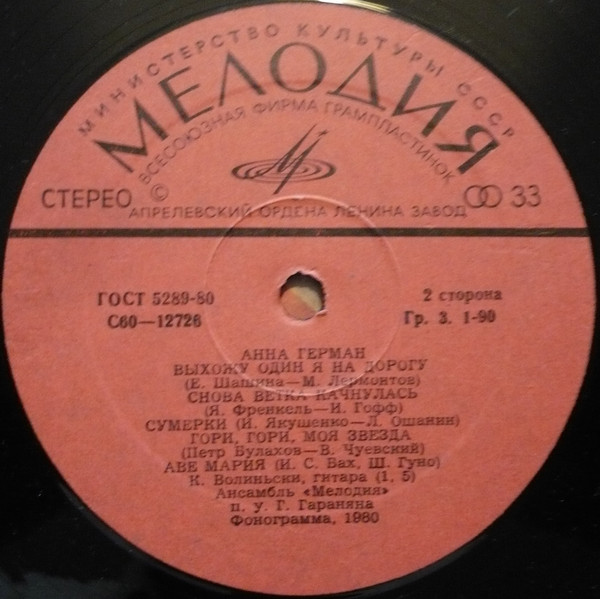 МИНИСТЕРСТВО КУЛЬТУРЫ СССР
МЕЛОДИЯ
ВСЕСОЮЗНАЯ ФИРМА ГРАМПЛАСТИНОК
СТЕРЕО © 33
АПРЕЛЕВСКИЙ ОРДЕНА ЛЕНИНА ЗАВОД
ГОСТ 5289-80 2 сторона
С60—12726 Гр. 3. 1-90
АННА ГЕРМАН
ВЫХОЖУ ОДИН Я НА ДОРОГУ
(Е. Шашина—М. Лермонтов)
СНОВА ВЕТКА КАЧНУЛАСЬ
(Я. Френкель—И. Гофф)
СУМЕРКИ (И. Якушенко—Л. Ошанин)
ГОРИ, ГОРИ, МОЯ ЗВЕЗДА
(Петр Булахов—В. Чуевский)
АВЕ МАРИЯ (И. С. Бах, Ш. Гуно)
К. Волиньски, гитара (1, 5)
Ансамбль «Мелодия»
п. у. Г. Гараняна
Фонограмма, 1980